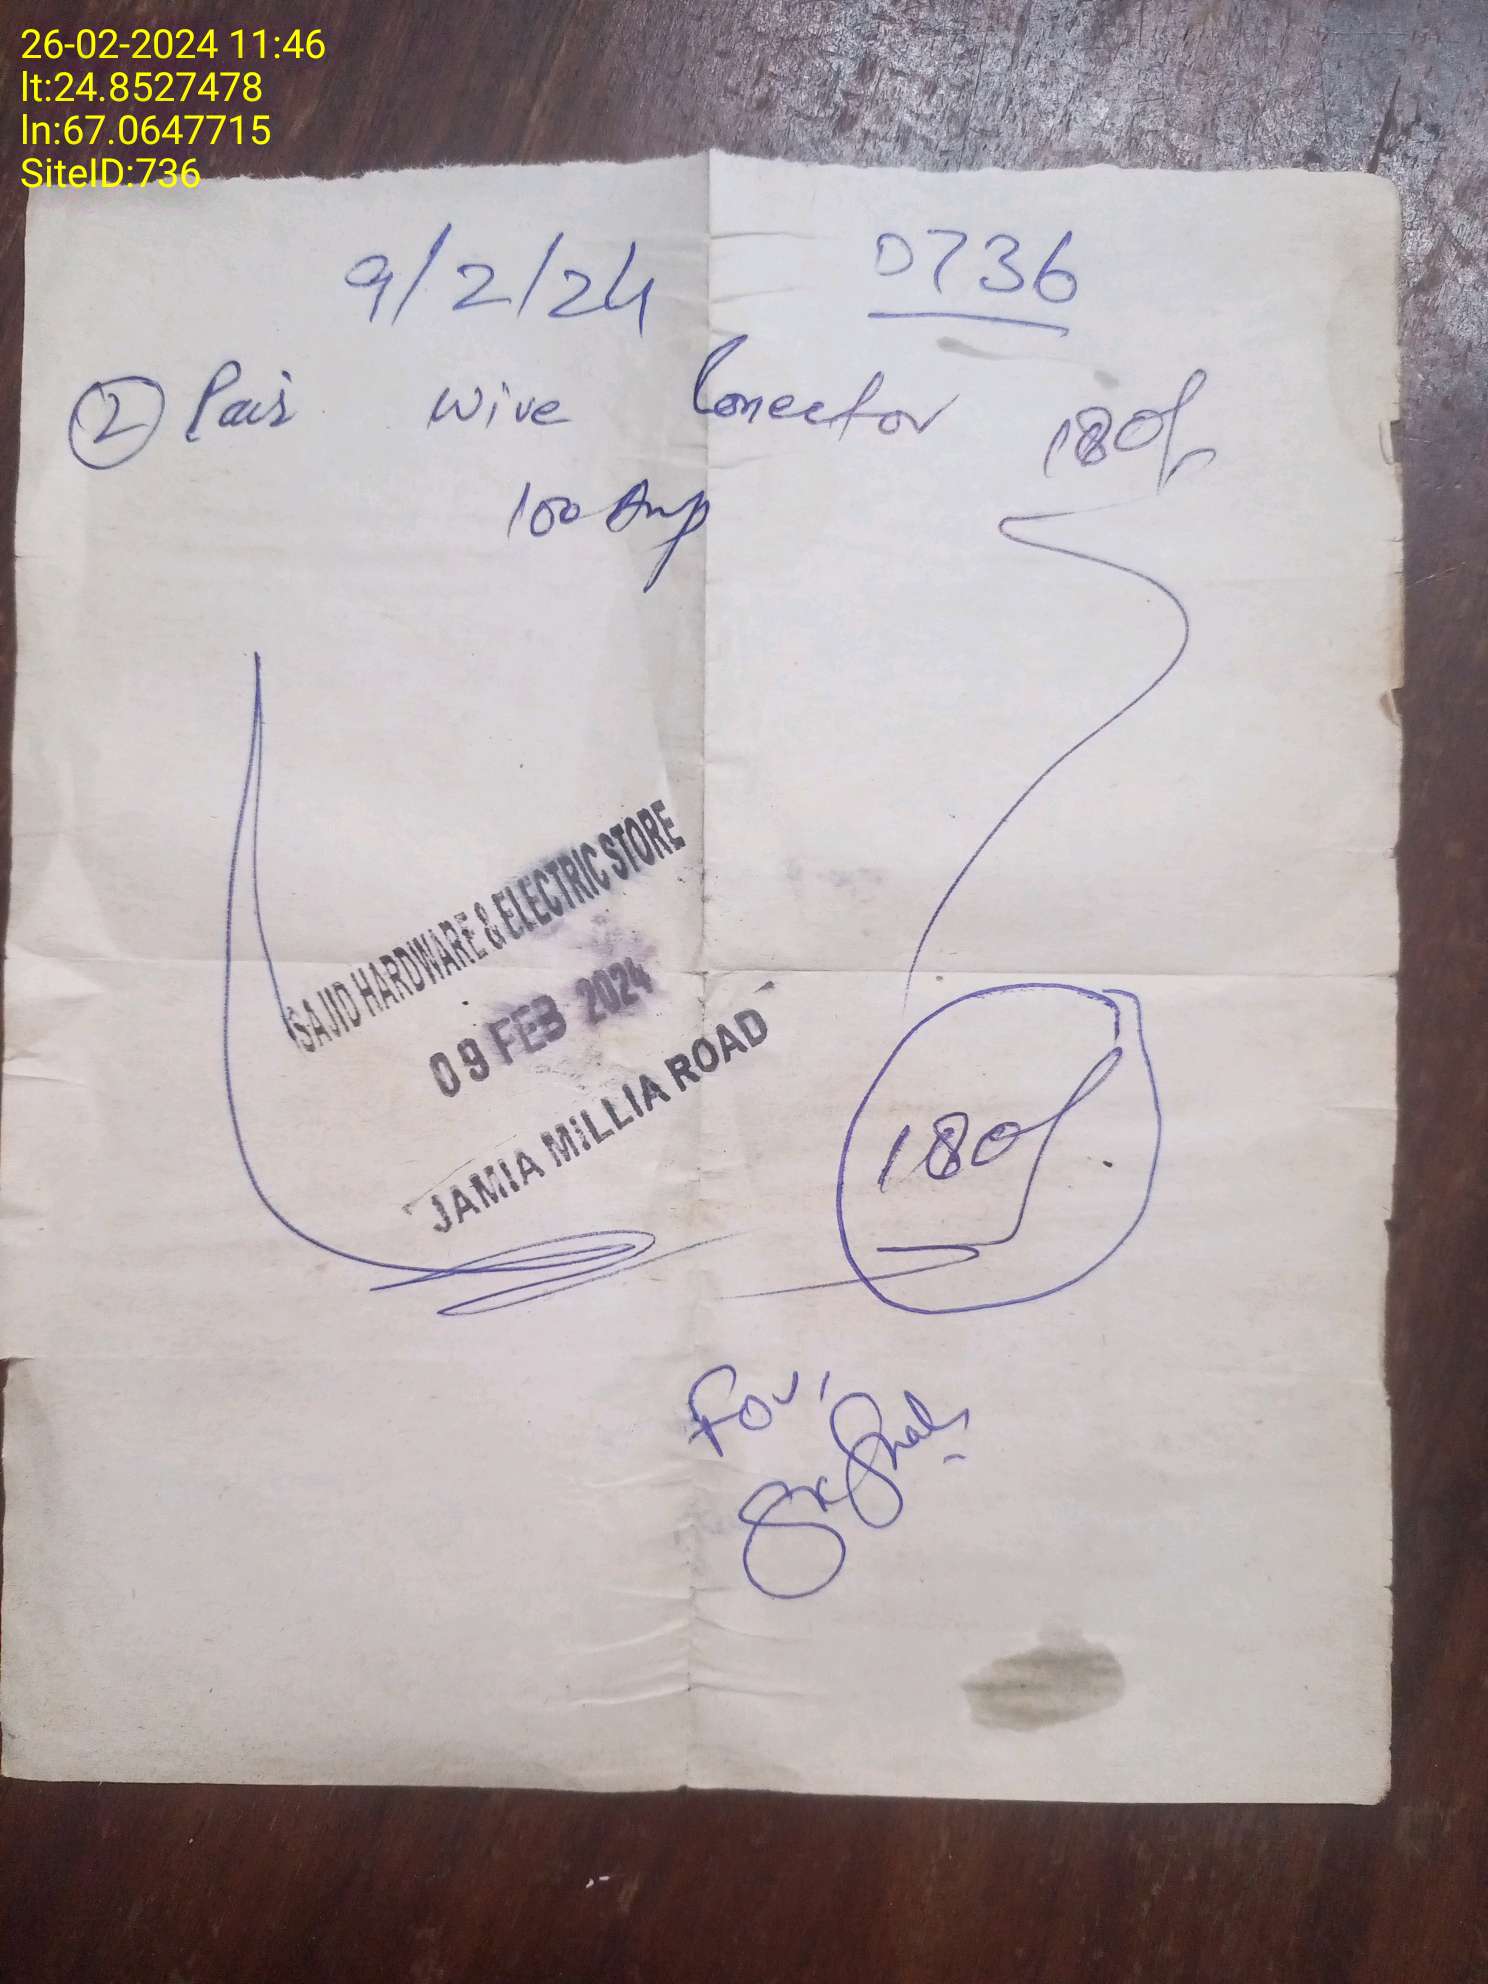 26-02-2024 11:46
lt:24.8527478
ln:67.0647715
SiteID:736
9/2/24 D736
2 Pair wire Conector 180/-
100 Amp
SAJID HARDWARE & ELECTRIC STORE
09 FEB 2024
JAMIA MILLIA ROAD
180/-
For,